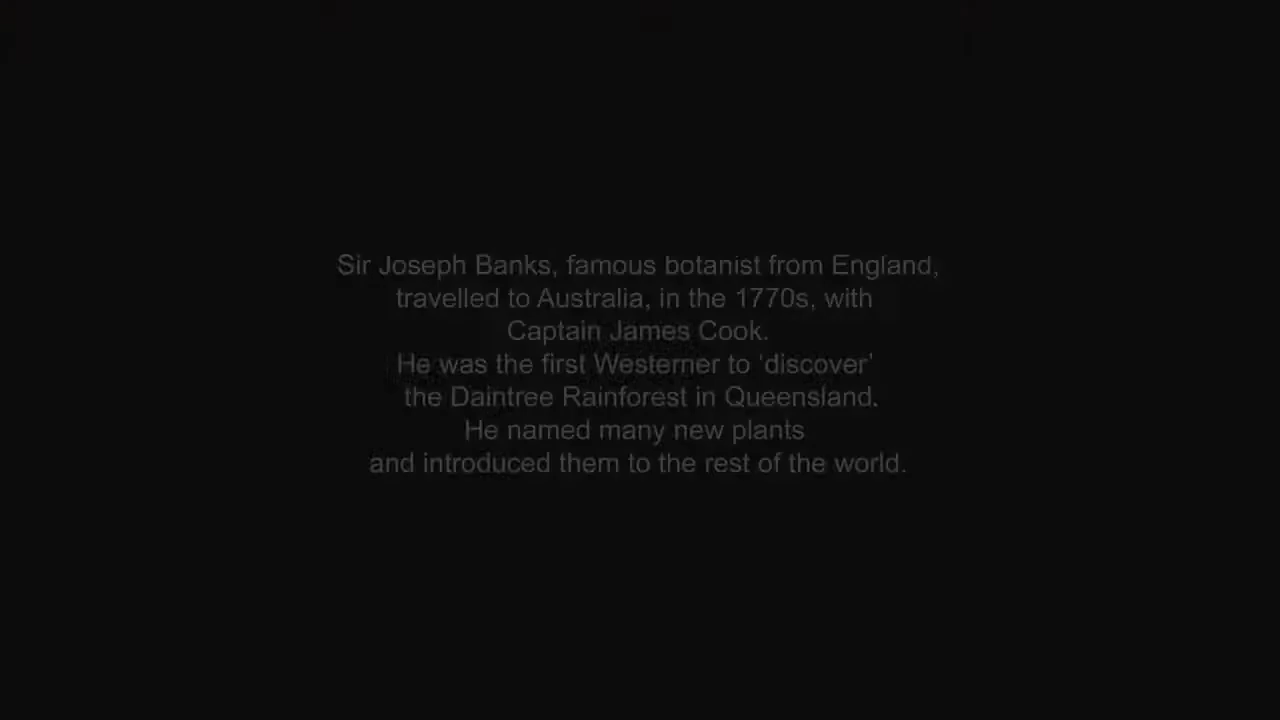 Sir Joseph Banks, famous botanist from England,
travelled to Australia, in the 1770s, with
Captain James Cook.
He was the first Westerner to ‘discover’
the Daintree Rainforest in Queensland.
He named many new plants
and introduced them to the rest of the world.